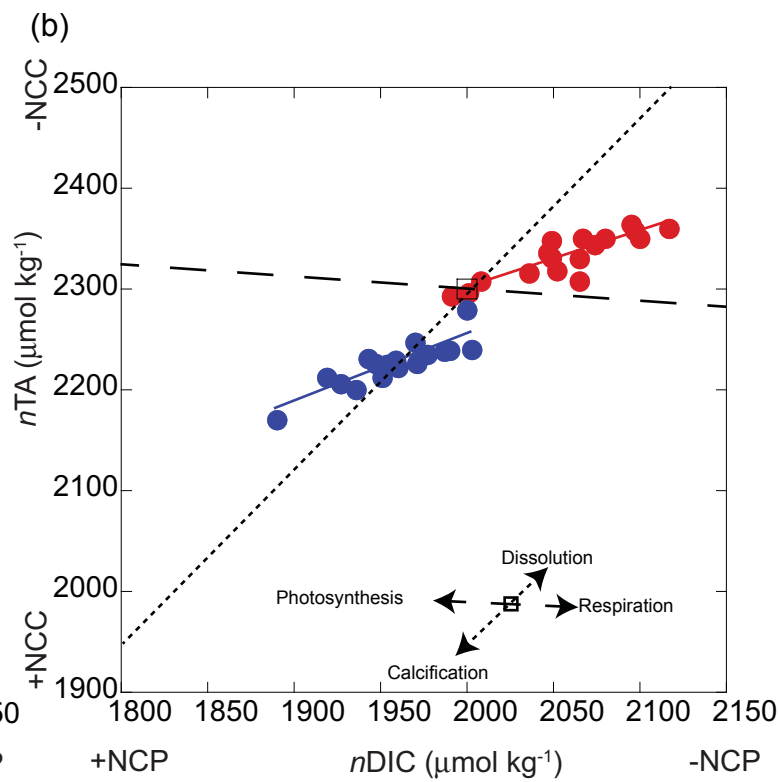 (b)
-NCC
2500
2400
2300
2200
2100
2000
1900
nTA (μmol kg⁻¹)
+NCC
Dissolution
Photosynthesis
Respiration
Calcification
50
1800 1850 1900 1950 2000 2050 2100 2150
P +NCP nDIC (μmol kg⁻¹) -NCP